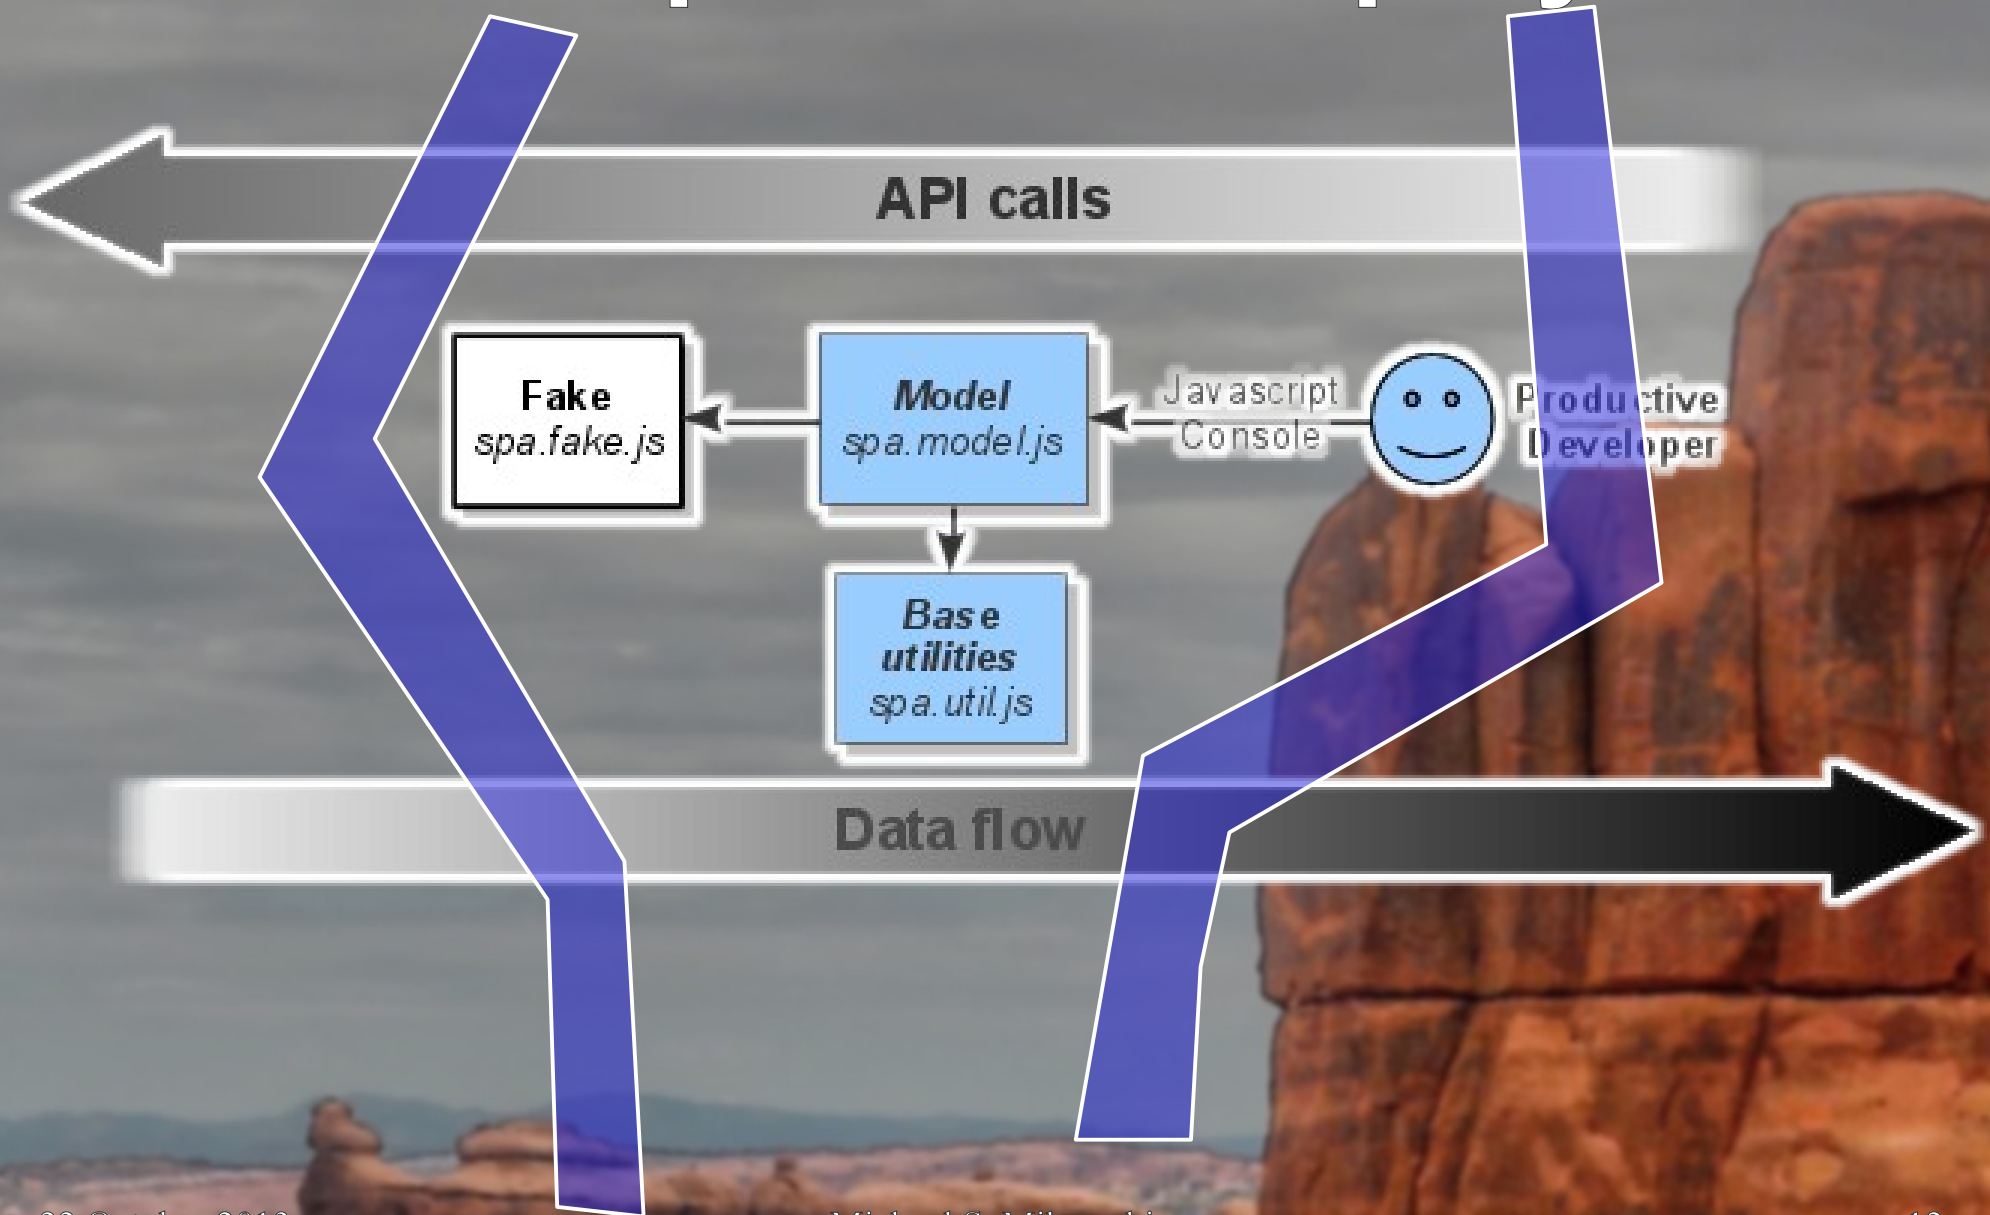 API calls
Fake
spa.fake.js
Model
spa.model.js
Javascript
Console
Productive
Developer
Base
utilities
spa.util.js
Data flow